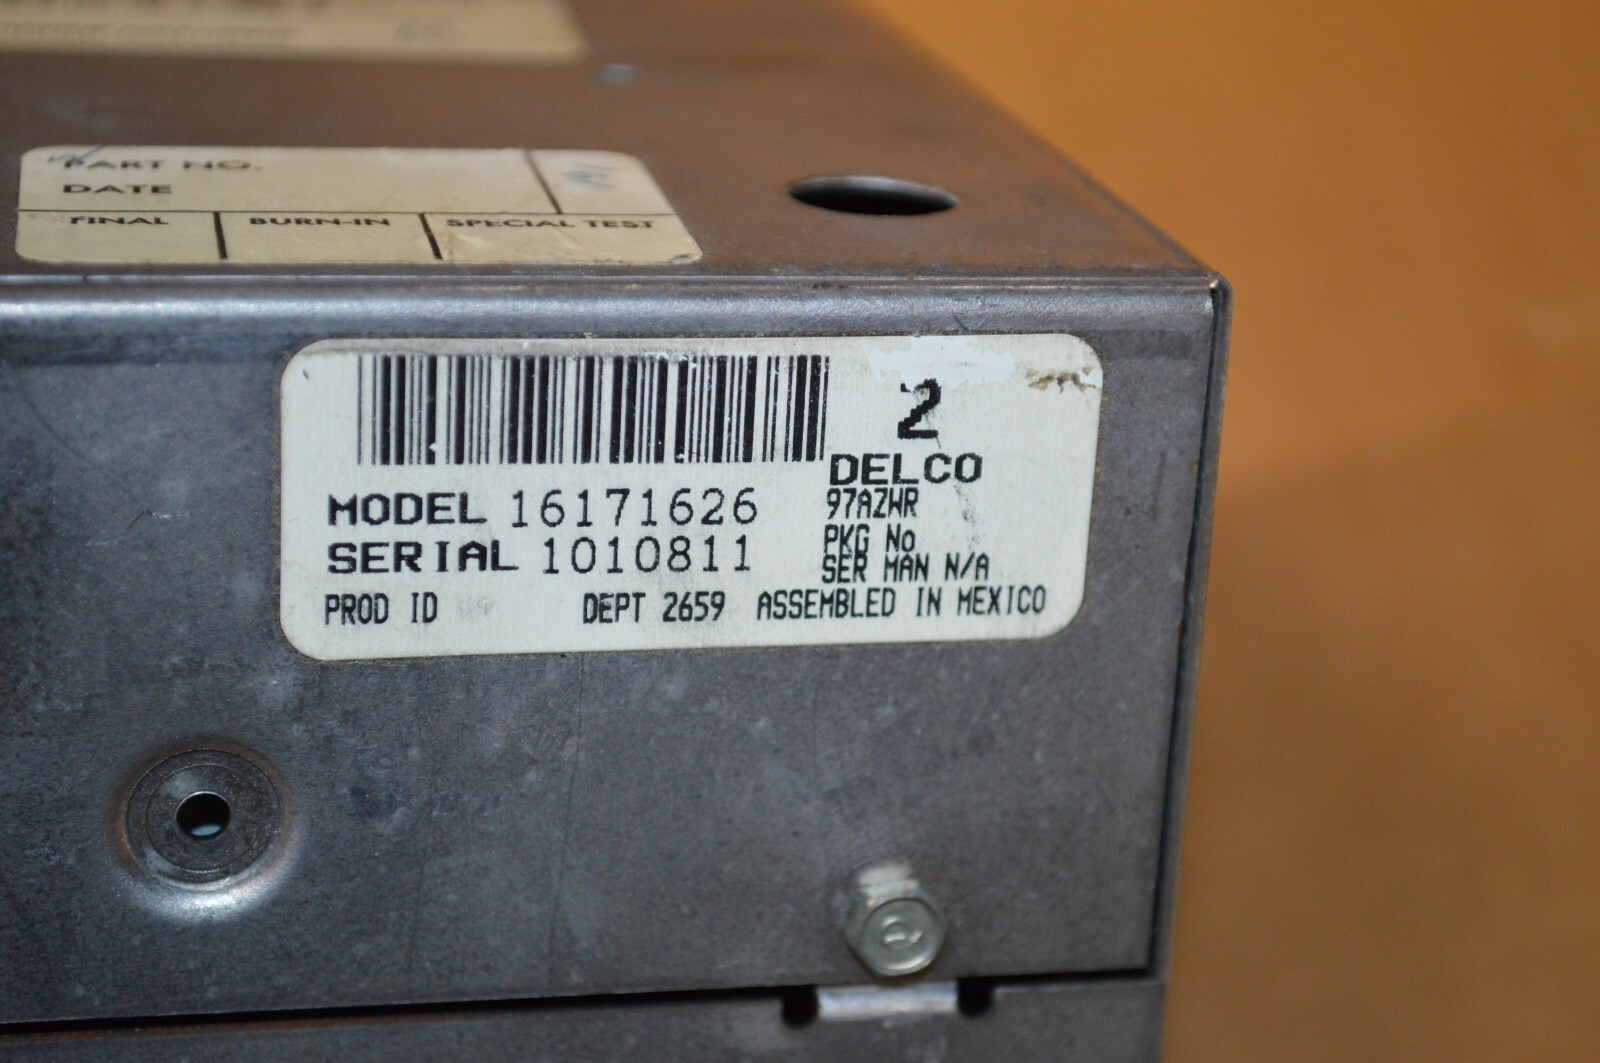 PART NO.
DATE
FINAL BURN-IN SPECIAL TEST
2
DELCO
MODEL 16171626 97AZWR
PKG No
SERIAL 1010811 SER MAN N/A
PROD ID DEPT 2659 ASSEMBLED IN MEXICO